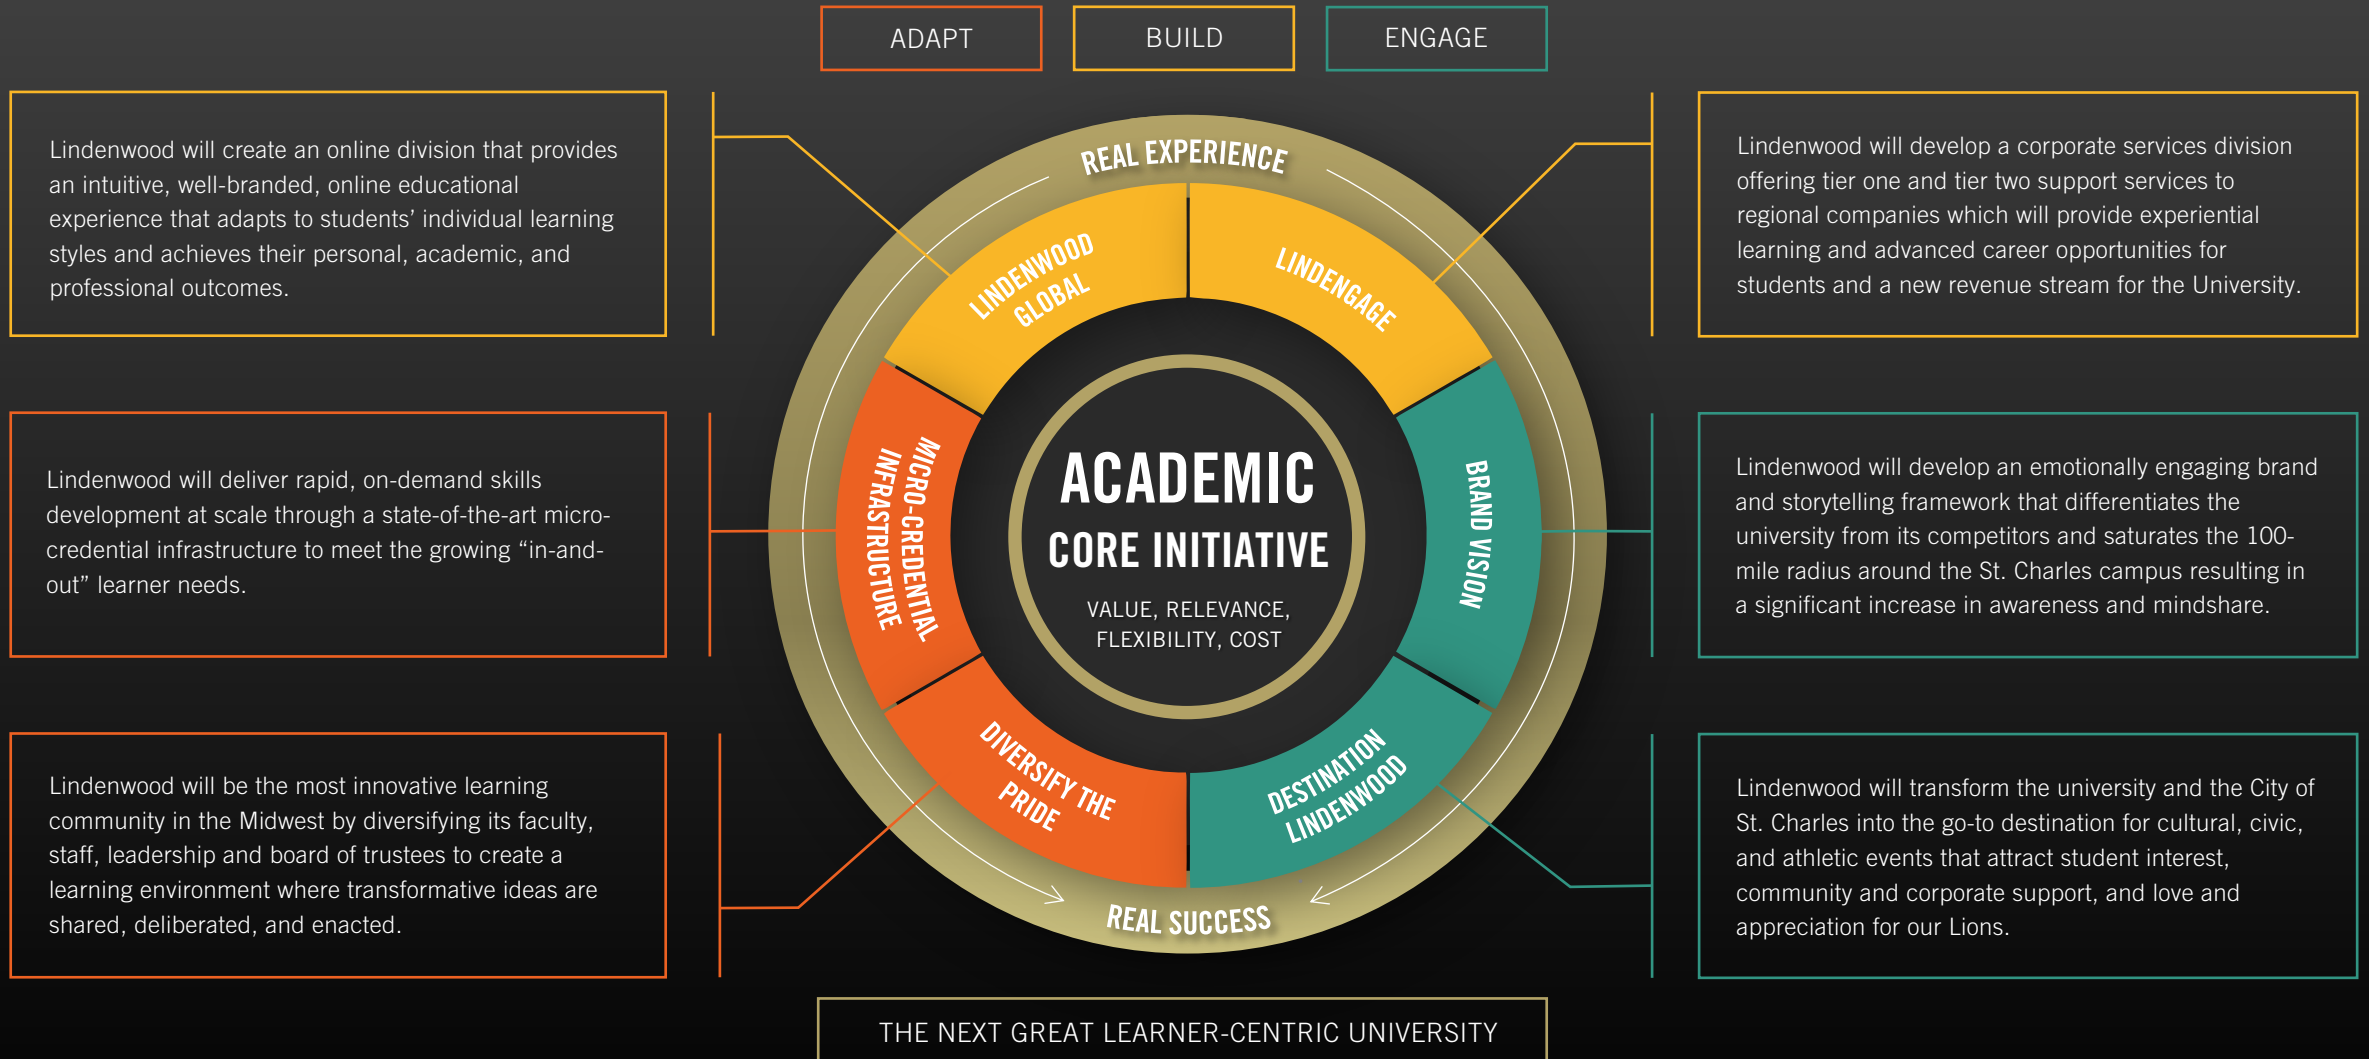 ADAPT
BUILD
ENGAGE
Lindenwood will create an online division that provides
an intuitive, well-branded, online educational
experience that adapts to students’ individual learning
styles and achieves their personal, academic, and
professional outcomes.
Lindenwood will deliver rapid, on-demand skills
development at scale through a state-of-the-art micro-
credential infrastructure to meet the growing “in-and-
out” learner needs.
Lindenwood will be the most innovative learning
community in the Midwest by diversifying its faculty,
staff, leadership and board of trustees to create a
learning environment where transformative ideas are
shared, deliberated, and enacted.
REAL EXPERIENCE
LINDENWOOD
GLOBAL
LINDENGAGE
MICRO-CREDENTIAL
INFRASTRUCTURE
BRAND VISION
DIVERSIFY THE
PRIDE
DESTINATION
LINDENWOOD
REAL SUCCESS
ACADEMIC
CORE INITIATIVE
VALUE, RELEVANCE,
FLEXIBILITY, COST
Lindenwood will develop a corporate services division
offering tier one and tier two support services to
regional companies which will provide experiential
learning and advanced career opportunities for
students and a new revenue stream for the University.
Lindenwood will develop an emotionally engaging brand
and storytelling framework that differentiates the
university from its competitors and saturates the 100-
mile radius around the St. Charles campus resulting in
a significant increase in awareness and mindshare.
Lindenwood will transform the university and the City of
St. Charles into the go-to destination for cultural, civic,
and athletic events that attract student interest,
community and corporate support, and love and
appreciation for our Lions.
THE NEXT GREAT LEARNER-CENTRIC UNIVERSITY